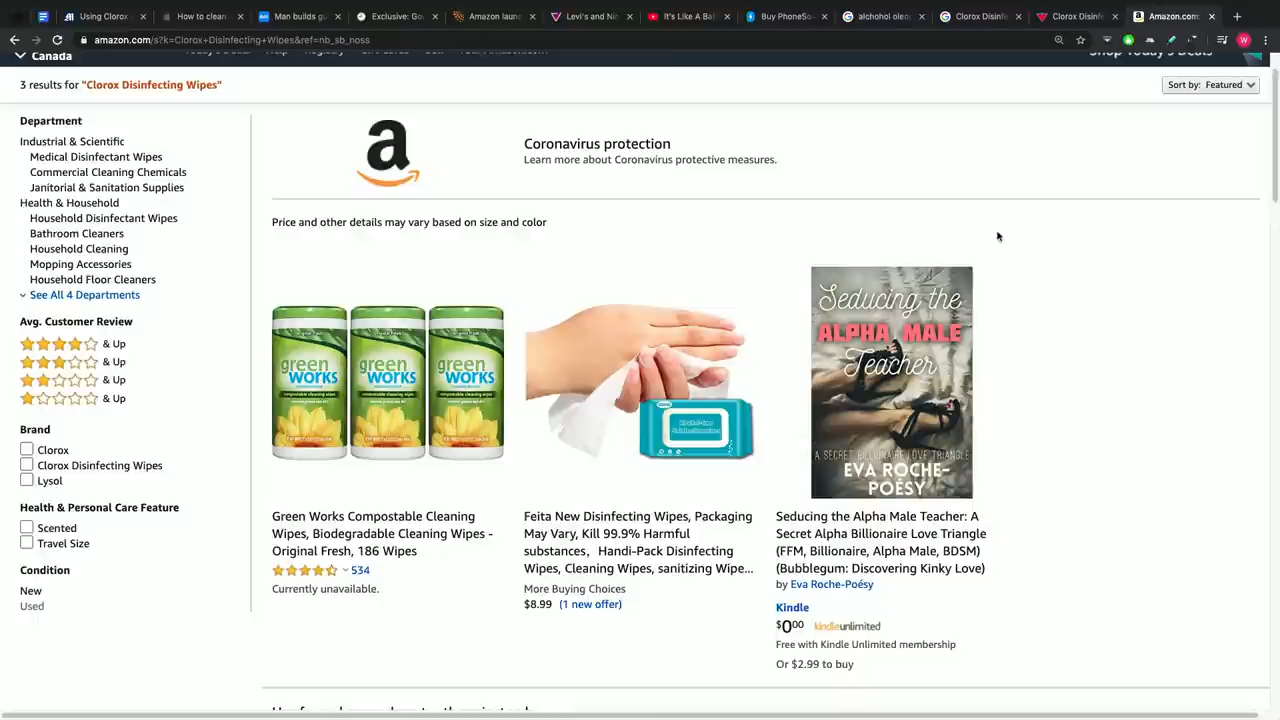 Using Clorox
How to clean
Man builds g
Exclusive: Go
Amazon laun
Levi's and Nir
It's Like A Ba
Buy PhoneSo
alchohol oleo
Clorox Disinfe
Clorox Disinfe
Amazon.com:
amazon.com/s?k=Clorox+Disinfecting+Wipes&ref=nb_sb_noss
W
Canada
Shop Today's Deals
3 results for "Clorox Disinfecting Wipes"
Sort by: Featured
Department
Industrial & Scientific
Medical Disinfectant Wipes
Commercial Cleaning Chemicals
Janitorial & Sanitation Supplies
Health & Household
Household Disinfectant Wipes
Bathroom Cleaners
Household Cleaning
Mopping Accessories
Household Floor Cleaners
See All 4 Departments
Avg. Customer Review
& Up
& Up
& Up
& Up
Brand
Clorox
Clorox Disinfecting Wipes
Lysol
Health & Personal Care Feature
Scented
Travel Size
Condition
New
Used
a
Coronavirus protection
Learn more about Coronavirus protective measures.
Price and other details may vary based on size and color
green WORKS
green WORKS
green WORKS
Green Works Compostable Cleaning
Wipes, Biodegradable Cleaning Wipes -
Original Fresh, 186 Wipes
534
Currently unavailable.
Feita New Disinfecting Wipes, Packaging
May Vary, Kill 99.9% Harmful
substances, Handi-Pack Disinfecting
Wipes, Cleaning Wipes, sanitizing Wipe...
More Buying Choices
$8.99 (1 new offer)
Seducing the
ALPHA MALE
Teacher
A SECRET BILLIONAIRE LOVE TRIANGLE
EVA ROCHE-
POÉSY
Seducing the Alpha Male Teacher: A
Secret Alpha Billionaire Love Triangle
(FFM, Billionaire, Alpha Male, BDSM)
(Bubblegum: Discovering Kinky Love)
by Eva Roche-Poésy
Kindle
$0.00 kindleunlimited
Free with Kindle Unlimited membership
Or $2.99 to buy